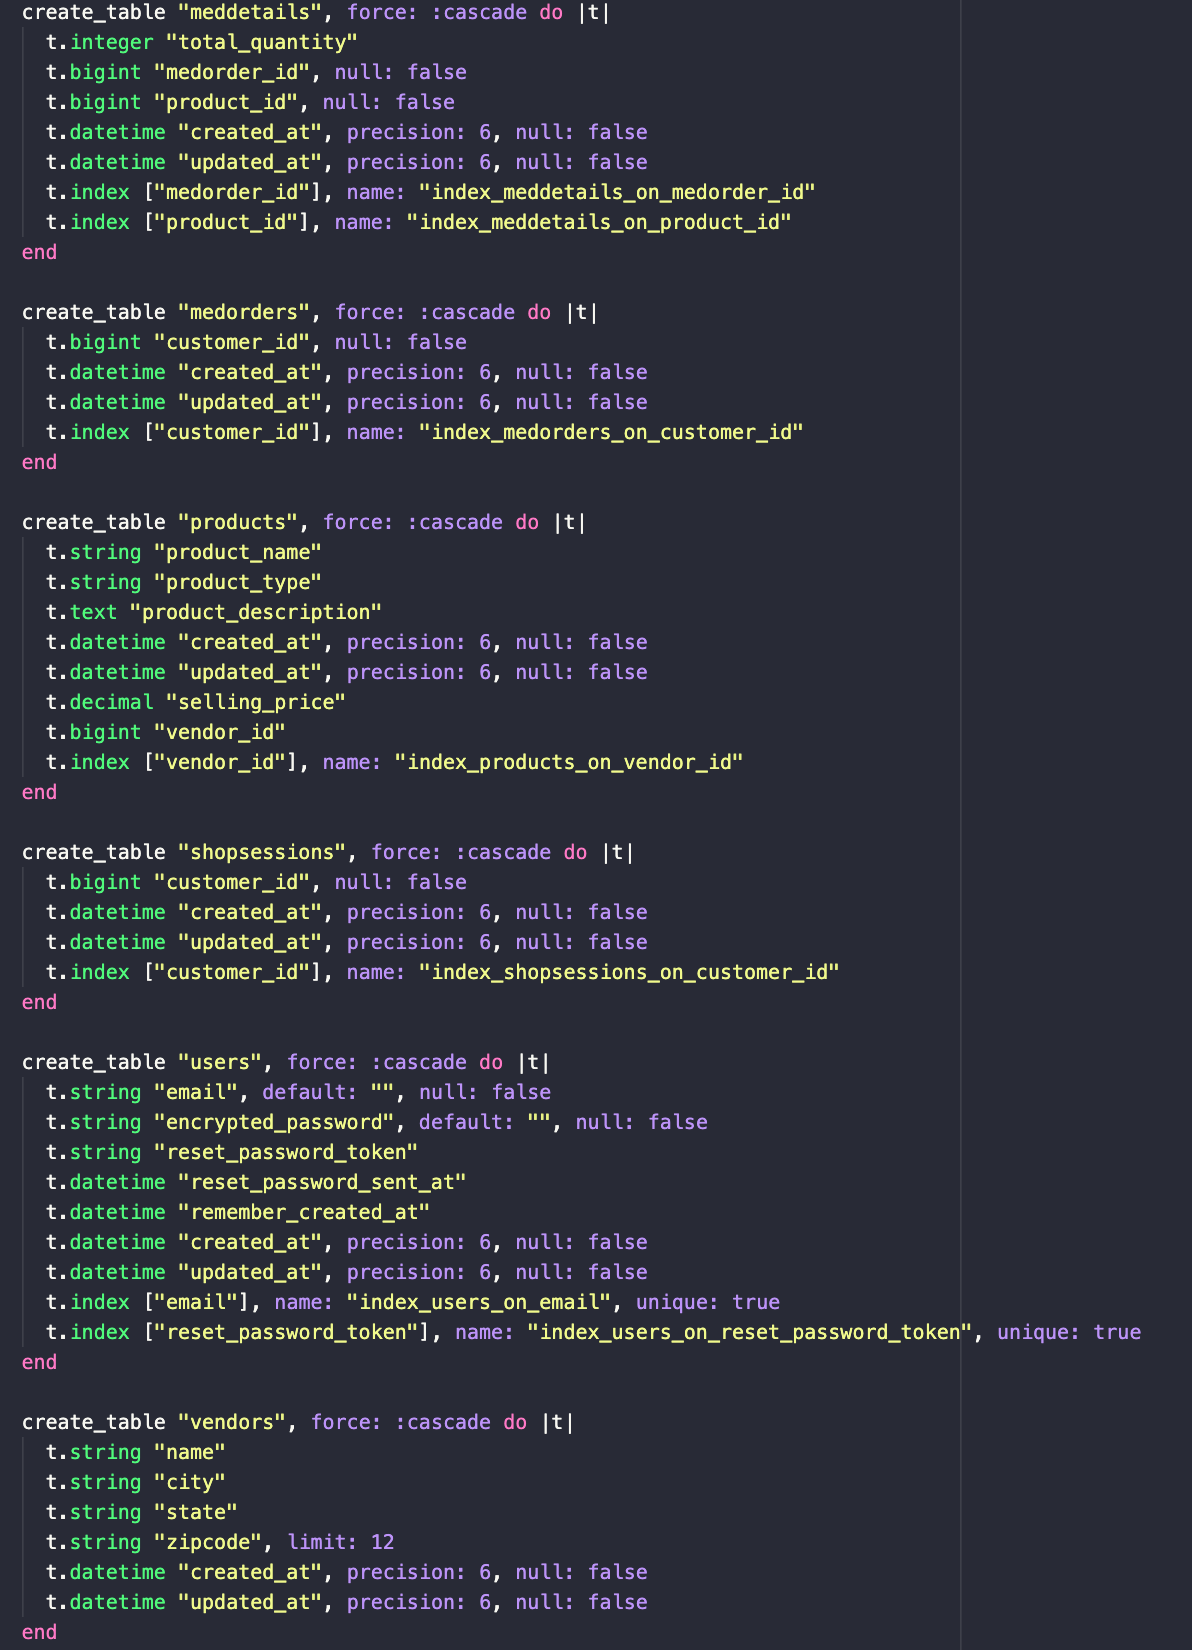 create_table "meddetails", force: :cascade do |t|
  t.integer "total_quantity"
  t.bigint "medorder_id", null: false
  t.bigint "product_id", null: false
  t.datetime "created_at", precision: 6, null: false
  t.datetime "updated_at", precision: 6, null: false
  t.index ["medorder_id"], name: "index_meddetails_on_medorder_id"
  t.index ["product_id"], name: "index_meddetails_on_product_id"
end

create_table "medorders", force: :cascade do |t|
  t.bigint "customer_id", null: false
  t.datetime "created_at", precision: 6, null: false
  t.datetime "updated_at", precision: 6, null: false
  t.index ["customer_id"], name: "index_medorders_on_customer_id"
end

create_table "products", force: :cascade do |t|
  t.string "product_name"
  t.string "product_type"
  t.text "product_description"
  t.datetime "created_at", precision: 6, null: false
  t.datetime "updated_at", precision: 6, null: false
  t.decimal "selling_price"
  t.bigint "vendor_id"
  t.index ["vendor_id"], name: "index_products_on_vendor_id"
end

create_table "shopsessions", force: :cascade do |t|
  t.bigint "customer_id", null: false
  t.datetime "created_at", precision: 6, null: false
  t.datetime "updated_at", precision: 6, null: false
  t.index ["customer_id"], name: "index_shopsessions_on_customer_id"
end

create_table "users", force: :cascade do |t|
  t.string "email", default: "", null: false
  t.string "encrypted_password", default: "", null: false
  t.string "reset_password_token"
  t.datetime "reset_password_sent_at"
  t.datetime "remember_created_at"
  t.datetime "created_at", precision: 6, null: false
  t.datetime "updated_at", precision: 6, null: false
  t.index ["email"], name: "index_users_on_email", unique: true
  t.index ["reset_password_token"], name: "index_users_on_reset_password_token", unique: true
end

create_table "vendors", force: :cascade do |t|
  t.string "name"
  t.string "city"
  t.string "state"
  t.string "zipcode", limit: 12
  t.datetime "created_at", precision: 6, null: false
  t.datetime "updated_at", precision: 6, null: false
end